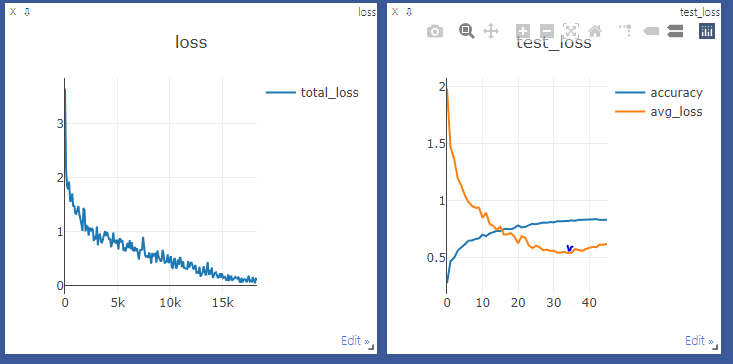 X ⇩ loss
loss
total_loss
3
2
1
0
0 5k 10k 15k
Edit »
X ⇩ test_loss
test_loss
accuracy
avg_loss
2
1.5
1
0.5
0 10 20 30 40
Edit »